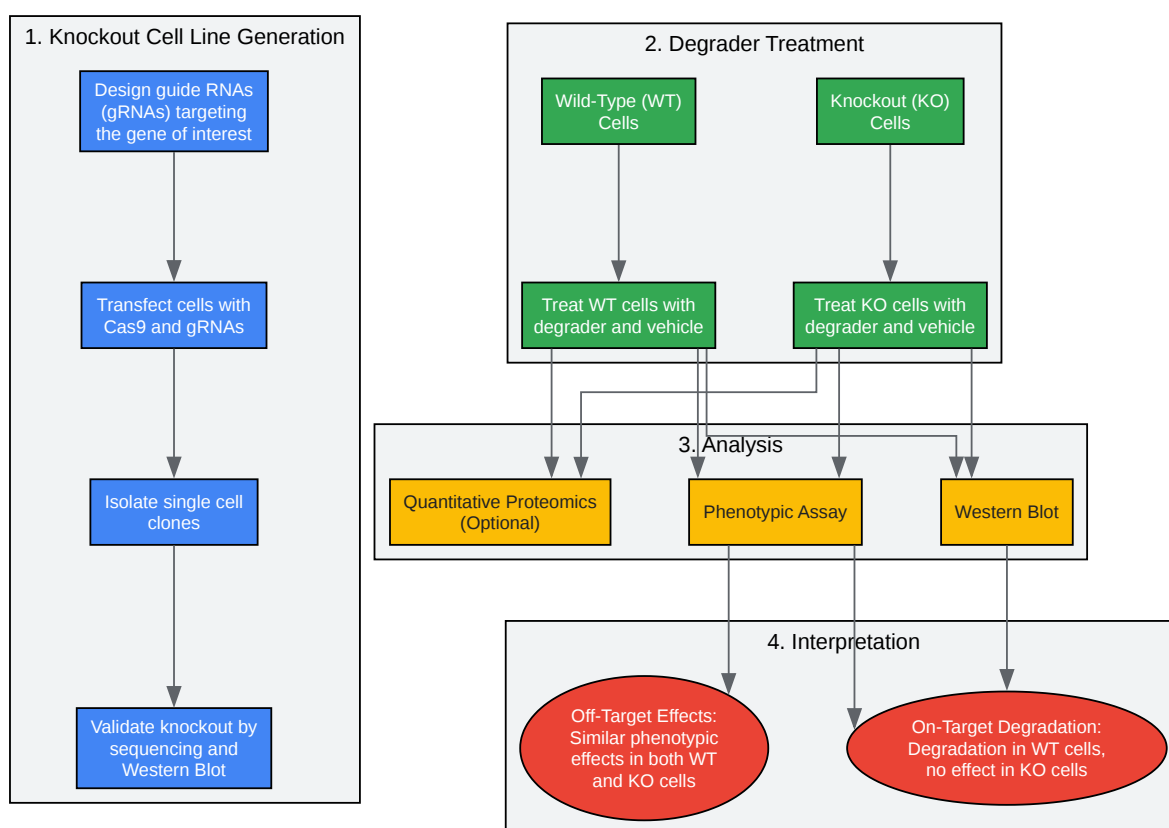 1. Knockout Cell Line Generation
Design guide RNAs
(gRNAs) targeting
the gene of interest
Transfect cells with
Cas9 and gRNAs
Isolate single cell
clones
Validate knockout by
sequencing and
Western Blot
2. Degrader Treatment
Wild-Type (WT)
Cells
Knockout (KO)
Cells
Treat WT cells with
degrader and vehicle
Treat KO cells with
degrader and vehicle
3. Analysis
Quantitative Proteomics
(Optional)
Phenotypic Assay
Western Blot
4. Interpretation
Off-Target Effects:
Similar phenotypic
effects in both WT
and KO cells
On-Target Degradation:
Degradation in WT cells,
no effect in KO cells